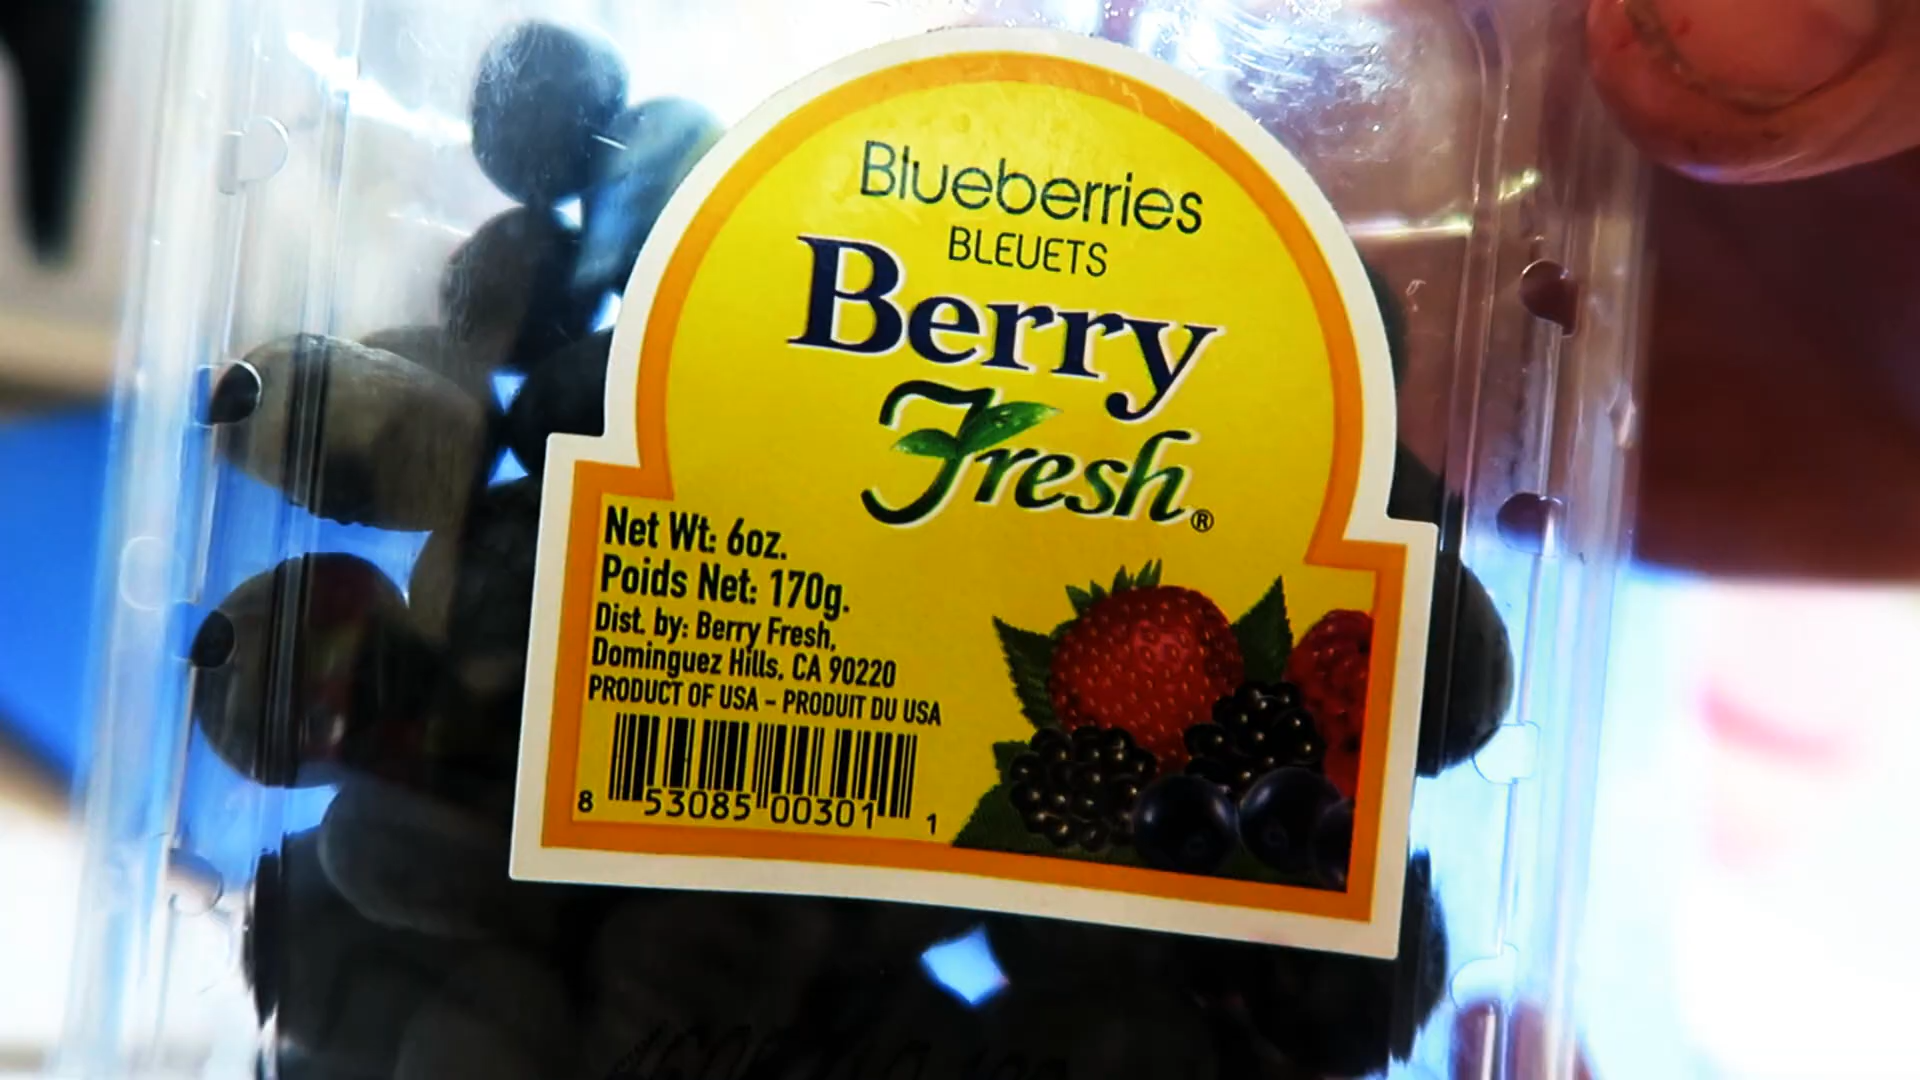 Blueberries
BLEUETS
Berry
Fresh®
Net Wt: 6oz.
Poids Net: 170g.
Dist. by: Berry Fresh,
Dominguez Hills, CA 90220
PRODUCT OF USA - PRODUIT DU USA
8 53085 00301 1